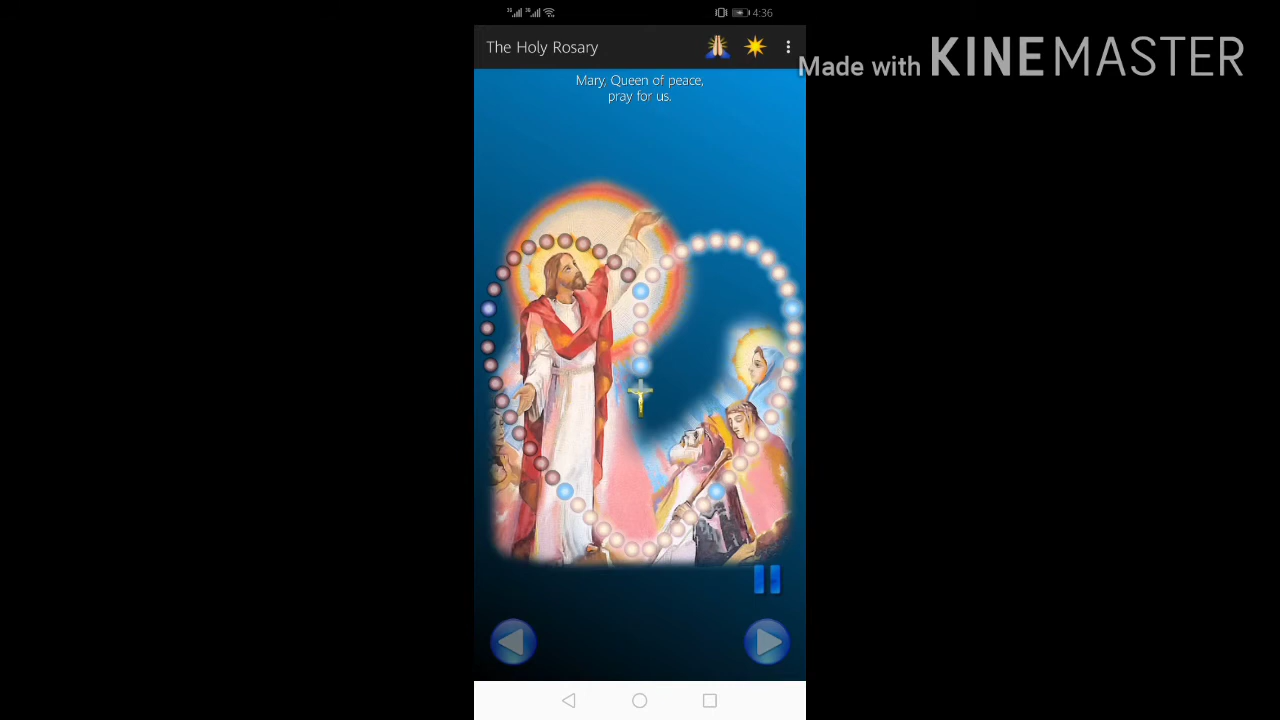 4:36
The Holy Rosary
Made with KINEMASTER
Mary, Queen of peace,
pray for us.